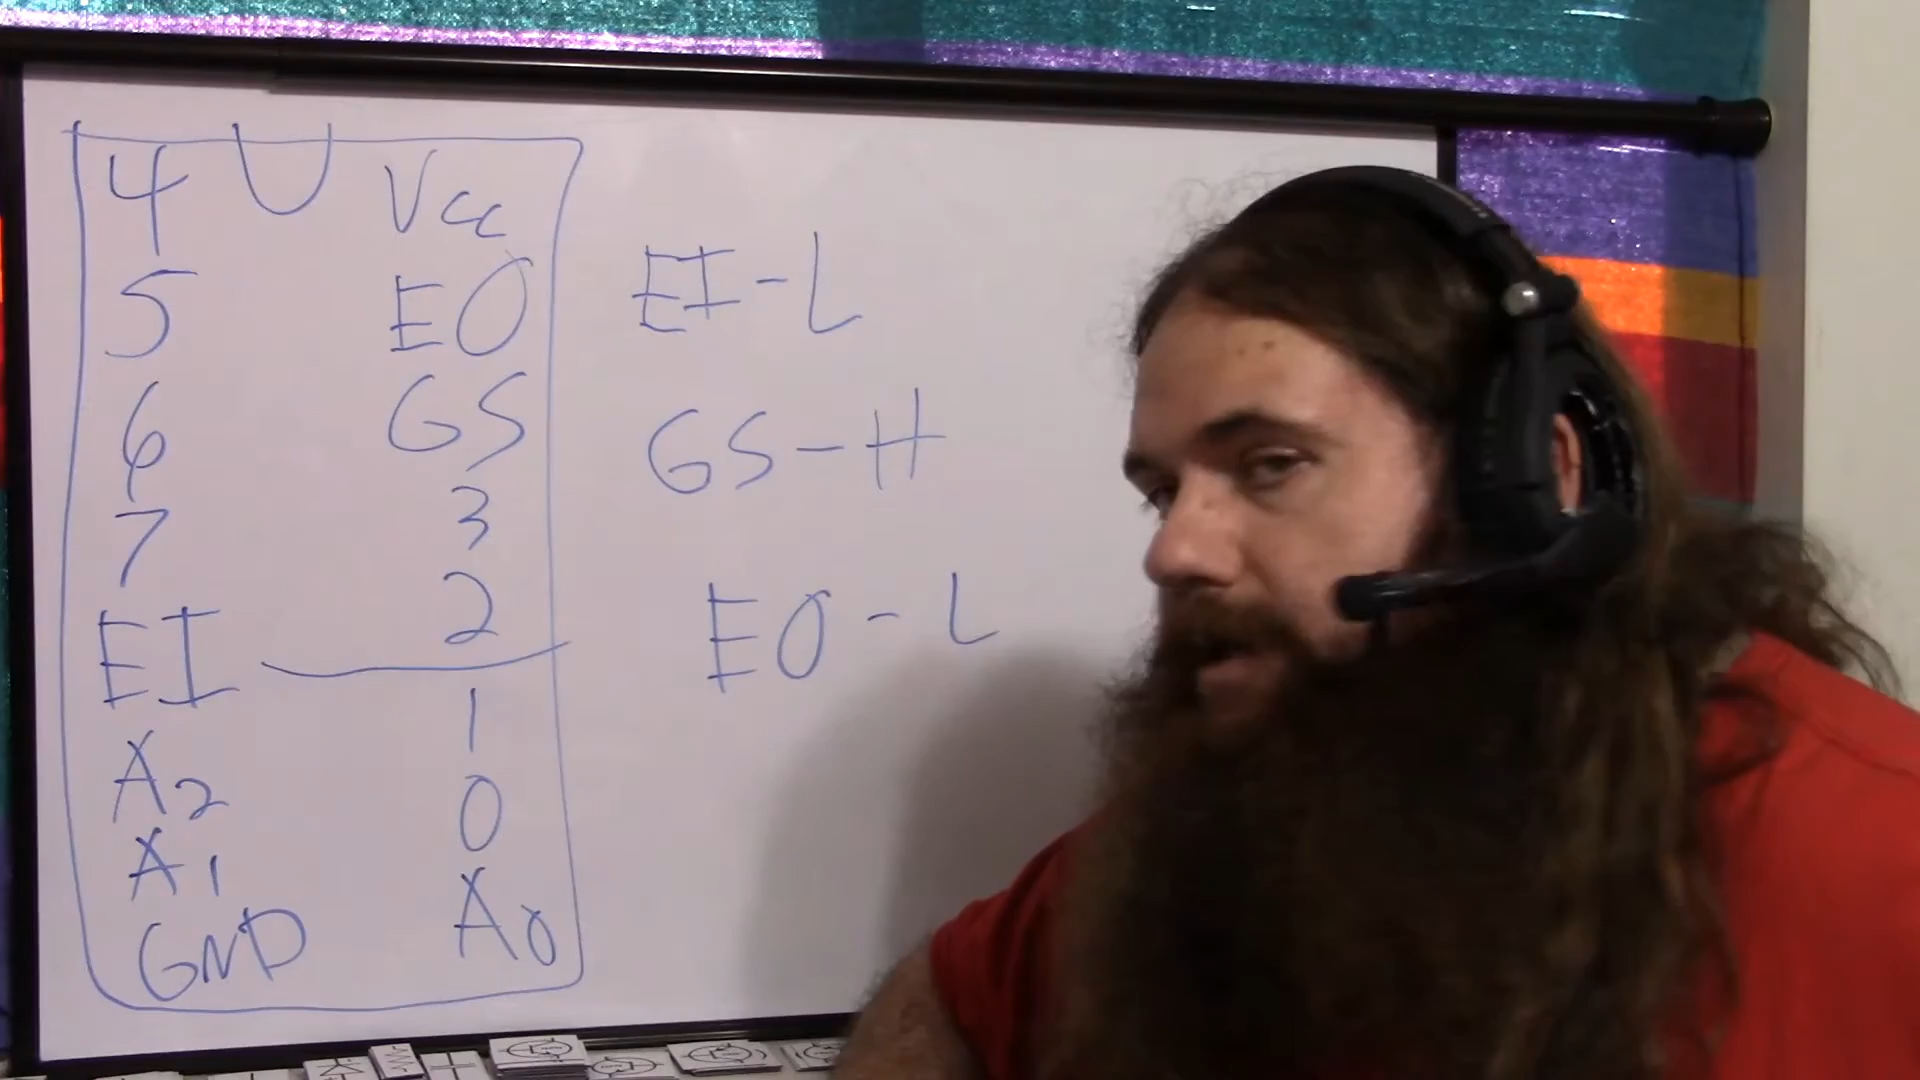 4 Vcc
5 EO
6 GS
7 3
EI 2
A2 1
A1 0
GND A0
EI-L
GS-H
EO-L